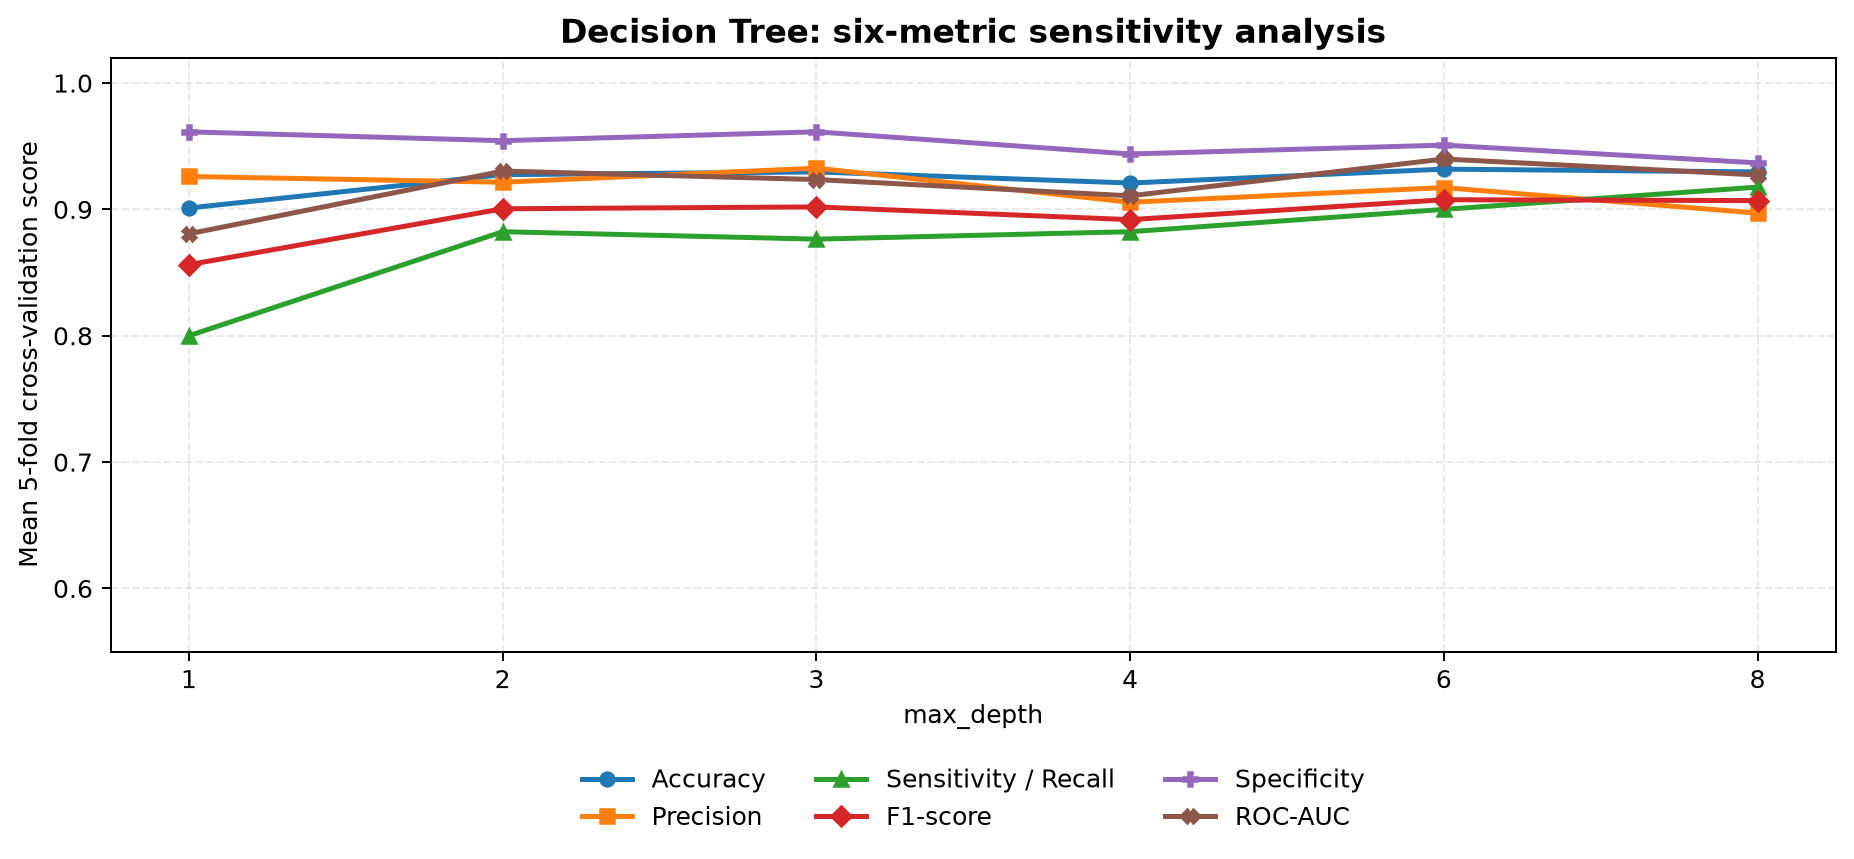 Decision Tree: six-metric sensitivity analysis
Mean 5-fold cross-validation score
1.0
0.9
0.8
0.7
0.6
1 2 3 4 6 8
max_depth
Accuracy Sensitivity / Recall Specificity
Precision F1-score ROC-AUC